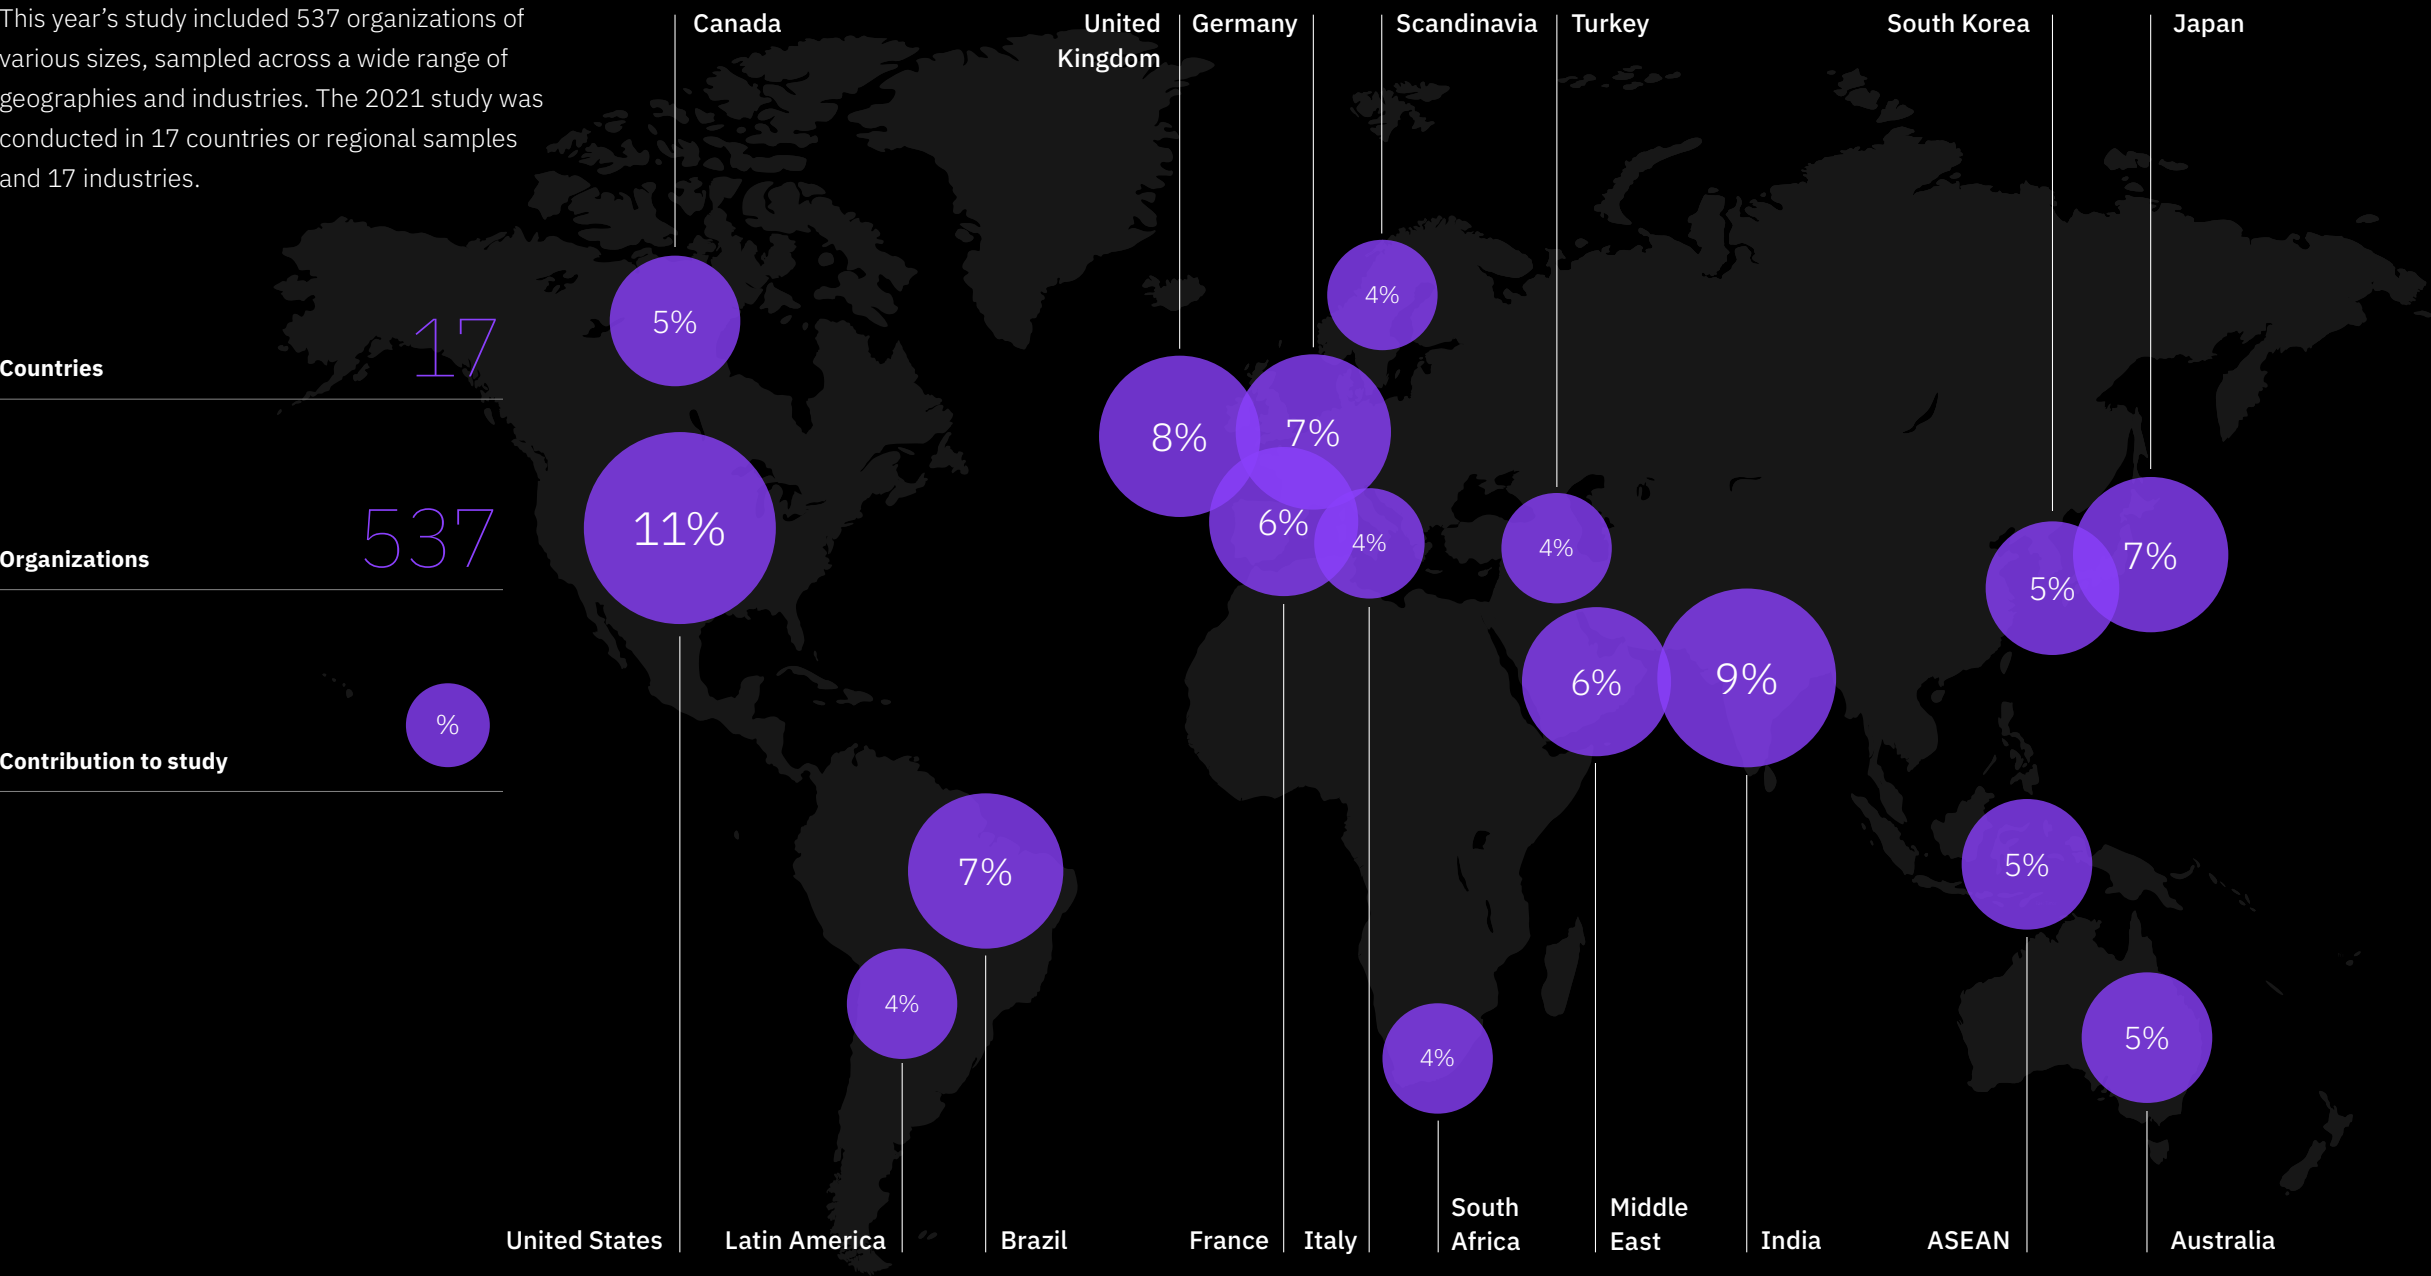 This year’s study included 537 organizations of
various sizes, sampled across a wide range of
geographies and industries. The 2021 study was
conducted in 17 countries or regional samples
and 17 industries.
Countries
17
Organizations
537
Contribution to study
%
Canada
United
Kingdom
Germany
Scandinavia
Turkey
South Korea
Japan
5%
4%
8%
7%
11%
6%
4%
4%
7%
5%
6%
9%
7%
5%
4%
4%
5%
United States
Latin America
Brazil
France
Italy
South
Africa
Middle
East
India
ASEAN
Australia